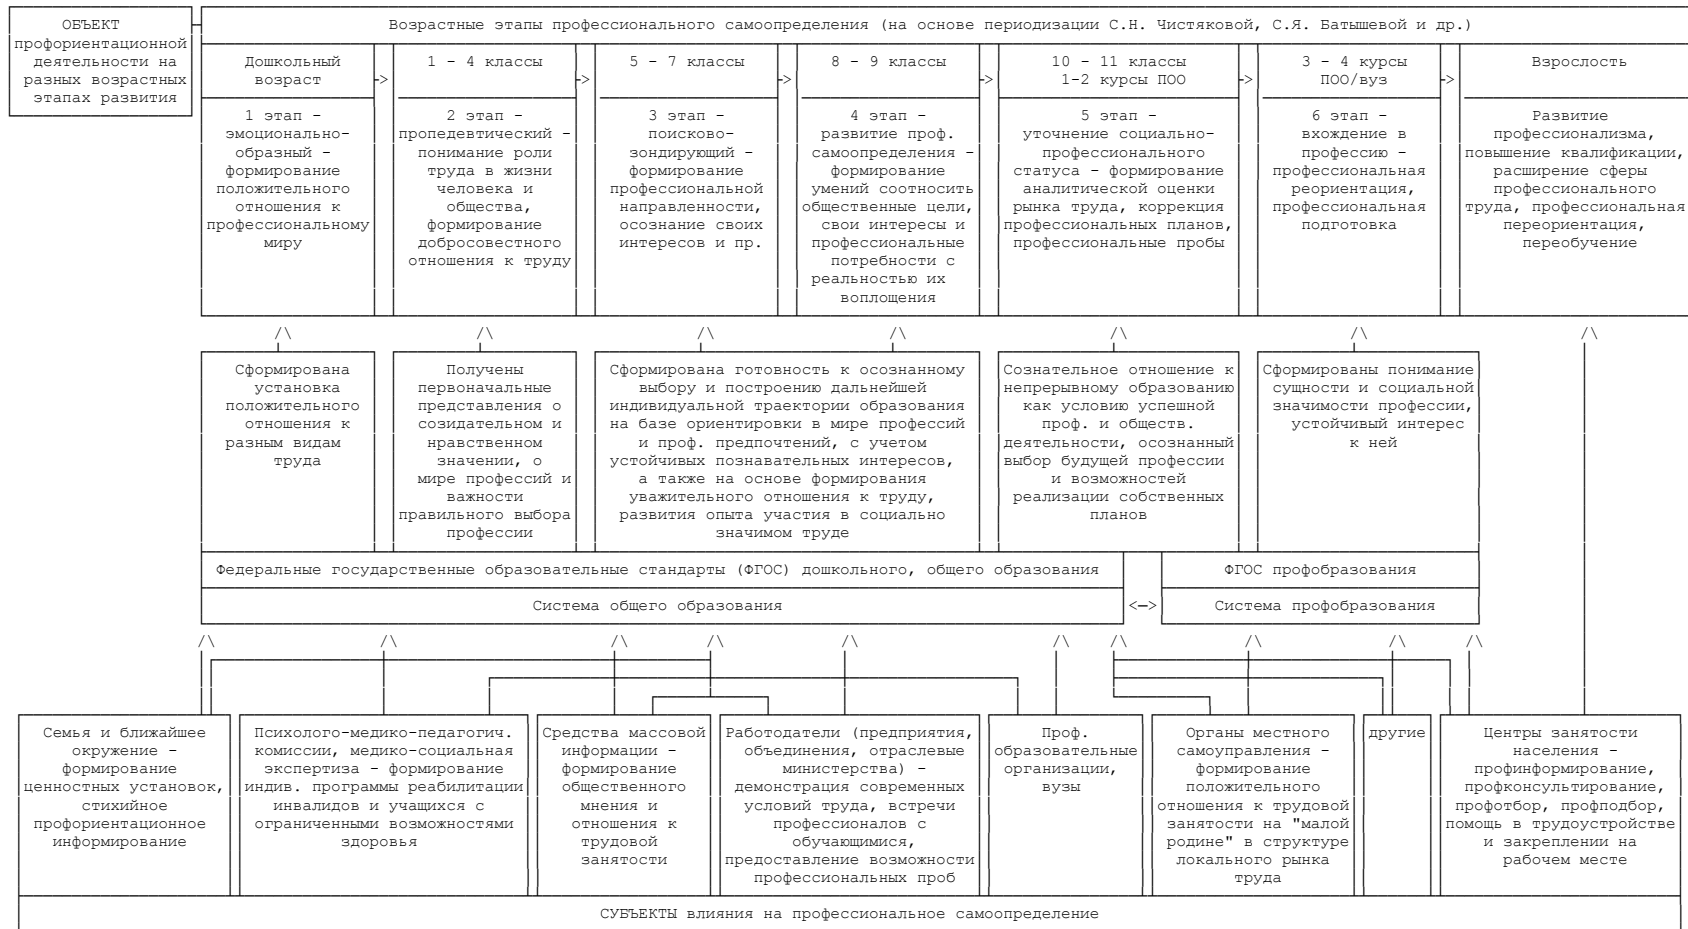 ОБЪЕКТ
профориентационной
деятельности на
разных возрастных
этапах развития
Возрастные этапы профессионального самоопределения (на основе периодизации С.Н. Чистяковой, С.Я. Батышевой и др.)
Дошкольный
возраст
->
1 - 4 классы
->
5 - 7 классы
->
8 - 9 классы
->
10 - 11 классы
1-2 курсы ПОО
->
3 - 4 курсы
ПОО/вуз
->
Взрослость
1 этап -
эмоционально-
образный -
формирование
положительного
отношения к
профессиональному
миру
2 этап -
пропедевтический -
понимание роли
труда в жизни
человека и
общества,
формирование
добросовестного
отношения к труду
3 этап -
поисково-
зондирующий -
формирование
профессиональной
направленности,
осознание своих
интересов и пр.
4 этап -
развитие проф.
самоопределения -
формирование
умений соотносить
общественные цели,
свои интересы и
профессиональные
потребности с
реальностью их
воплощения
5 этап -
уточнение социально-
профессионального
статуса - формирование
аналитической оценки
рынка труда, коррекция
профессиональных планов,
профессиональные пробы
6 этап -
вхождение в
профессию -
профессиональная
реориентация,
профессиональная
подготовка
Развитие
профессионализма,
повышение квалификации,
расширение сферы
профессионального
труда, профессиональная
переориентация,
переобучение
/\ /\ /\ /\ /\ /\ /\
Сформирована
установка
положительного
отношения к
разным видам
труда
Получены
первоначальные
представления о
созидательном и
нравственном
значении, о
мире профессий и
важности
правильного выбора
профессии
Сформирована готовность к осознанному
выбору и построению дальнейшей
индивидуальной траектории образования
на базе ориентировки в мире профессий
и проф. предпочтений, с учетом
устойчивых познавательных интересов,
а также на основе формирования
уважительного отношения к труду,
развития опыта участия в социально
значимом труде
Сознательное отношение к
непрерывному образованию
как условию успешной
проф. и обществ.
деятельности, осознанный
выбор будущей профессии
и возможностей
реализации собственных
планов
Сформированы понимание
сущности и социальной
значимости профессии,
устойчивый интерес
к ней
Федеральные государственные образовательные стандарты (ФГОС) дошкольного, общего образования
ФГОС профобразования
Система общего образования
<->
Система профобразования
/\ /\ /\ /\ /\ /\ /\ /\ /\ /\
Семья и ближайшее
окружение -
формирование
ценностных установок,
стихийное
профориентационное
информирование
Психолого-медико-педагогич.
комиссии, медико-социальная
экспертиза - формирование
индив. программы реабилитации
инвалидов и учащихся с
ограниченными возможностями
здоровья
Средства массовой
информации -
формирование
общественного
мнения и
отношения к
трудовой
занятости
Работодатели (предприятия,
объединения, отраслевые
министерства) -
демонстрация современных
условий труда, встречи
профессионалов с
обучающимися,
предоставление возможности
профессиональных проб
Проф.
образовательные
организации,
вузы
Органы местного
самоуправления -
формирование
положительного
отношения к трудовой
занятости на "малой
родине" в структуре
локального рынка
труда
другие
Центры занятости
населения -
профинформирование,
профконсультирование,
профотбор, профподбор,
помощь в трудоустройстве
и закреплении на
рабочем месте
СУБЪЕКТЫ влияния на профессиональное самоопределение